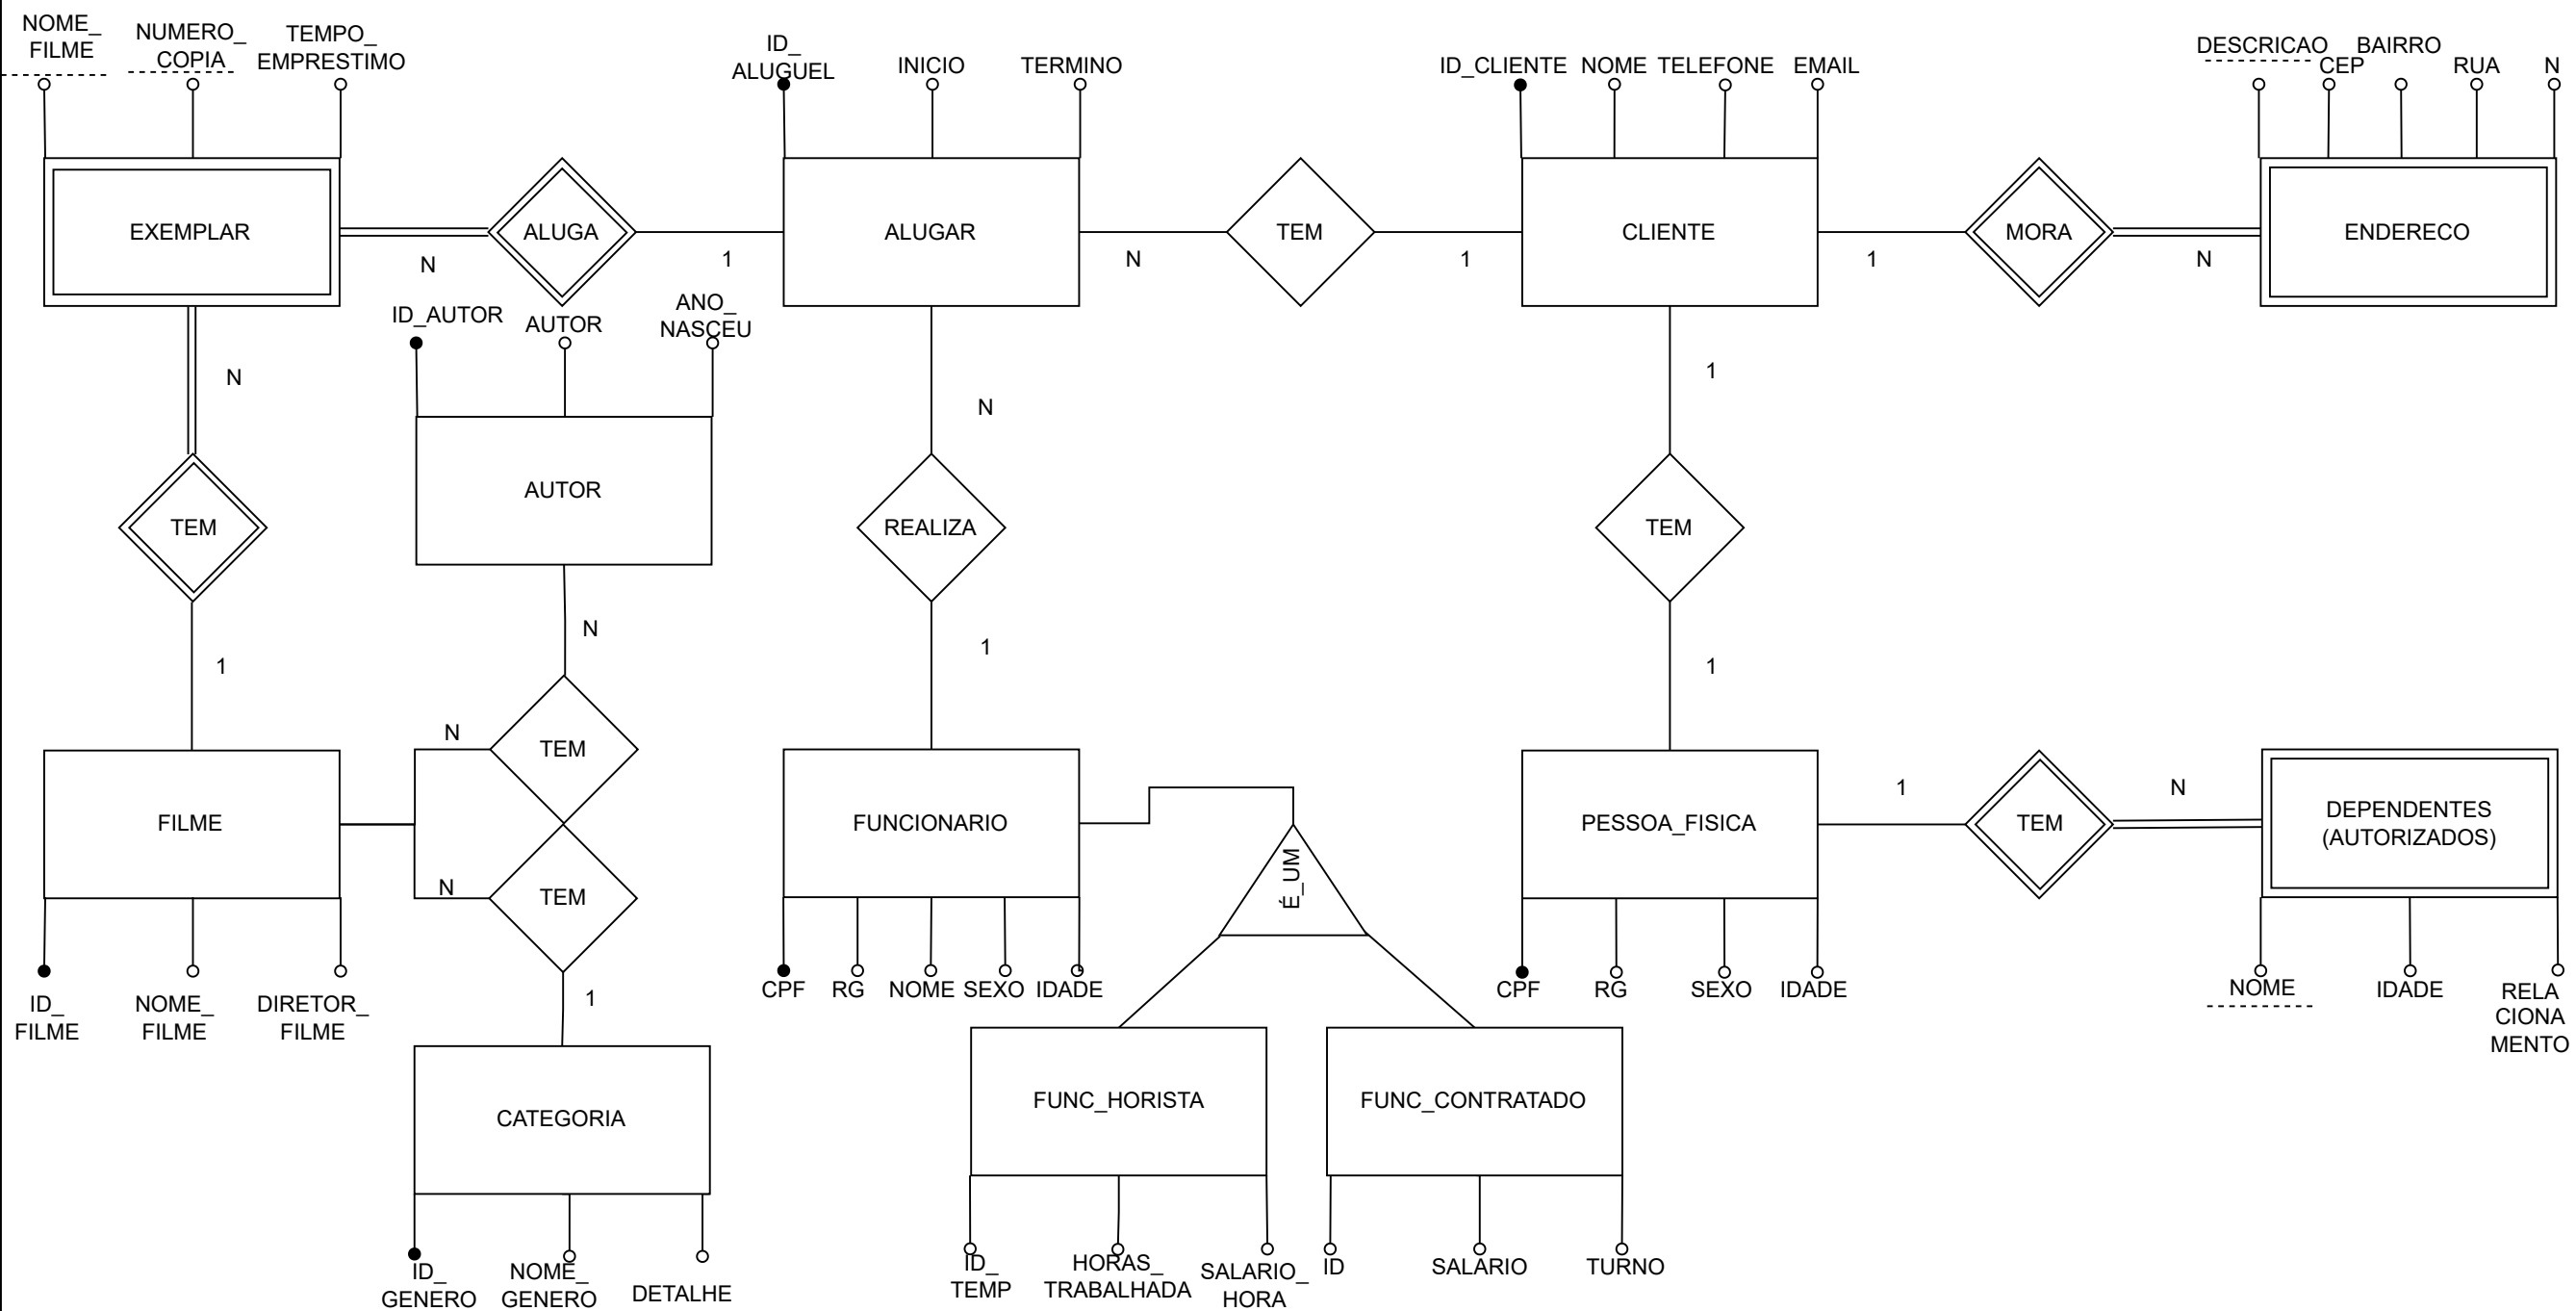 NOME_
FILME
NUMERO_
COPIA
TEMPO_
EMPRESTIMO
ID_
ALUGUEL
INICIO
TERMINO
ID_CLIENTE
NOME
TELEFONE
EMAIL
DESCRICAO
CEP
BAIRRO
RUA
N
EXEMPLAR
ALUGA
ALUGAR
TEM
CLIENTE
MORA
ENDERECO
N
1
N
1
1
N
ID_AUTOR
AUTOR
ANO_
NASCEU
N
N
1
AUTOR
TEM
REALIZA
TEM
N
1
1
1
N
TEM
FILME
N
TEM
FUNCIONARIO
É_UM
PESSOA_FISICA
1
TEM
N
DEPENDENTES
(AUTORIZADOS)
ID_
FILME
NOME_
FILME
DIRETOR_
FILME
1
CPF
RG
NOME
SEXO
IDADE
CPF
RG
SEXO
IDADE
NOME
IDADE
RELA
CIONA
MENTO
CATEGORIA
FUNC_HORISTA
FUNC_CONTRATADO
ID_
GENERO
NOME_
GENERO
DETALHE
ID_
TEMP
HORAS_
TRABALHADA
SALARIO_
HORA
ID
SALARIO
TURNO